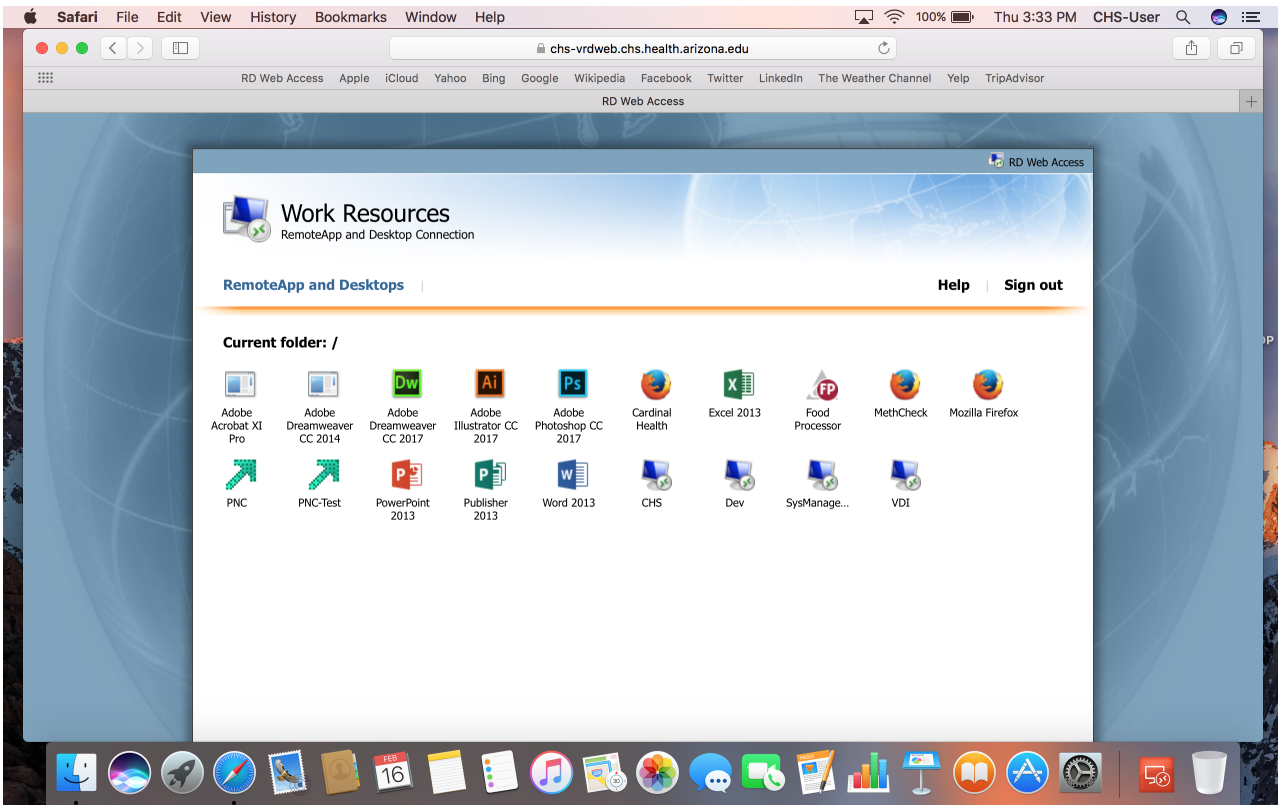 Safari File Edit View History Bookmarks Window Help 100% Thu 3:33 PM CHS-User
chs-vrdweb.chs.health.arizona.edu
RD Web Access Apple iCloud Yahoo Bing Google Wikipedia Facebook Twitter LinkedIn The Weather Channel Yelp TripAdvisor
RD Web Access
RD Web Access
Work Resources
RemoteApp and Desktop Connection
RemoteApp and Desktops | Help | Sign out
Current folder: /
Dw Ai Ps X FP
Adobe Adobe Adobe Adobe Adobe Cardinal Excel 2013 Food MethCheck Mozilla Firefox
Acrobat XI Dreamweaver Dreamweaver Illustrator CC Photoshop CC Health Processor
Pro CC 2014 CC 2017 2017 2017
P P W
PNC PNC-Test PowerPoint Publisher Word 2013 CHS Dev SysManage... VDI
2013 2013
FEB
16
3D